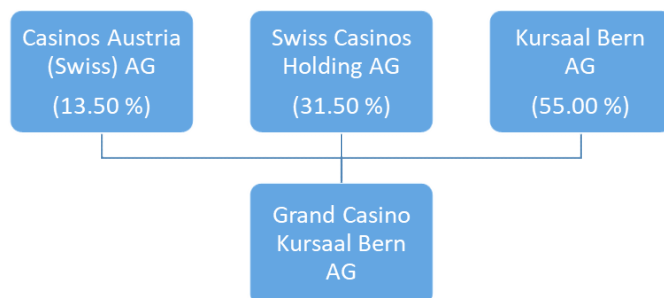 Casinos Austria
(Swiss) AG
(13.50 %)
Swiss Casinos
Holding AG
(31.50 %)
Kursaal Bern
AG
(55.00 %)
Grand Casino
Kursaal Bern
AG